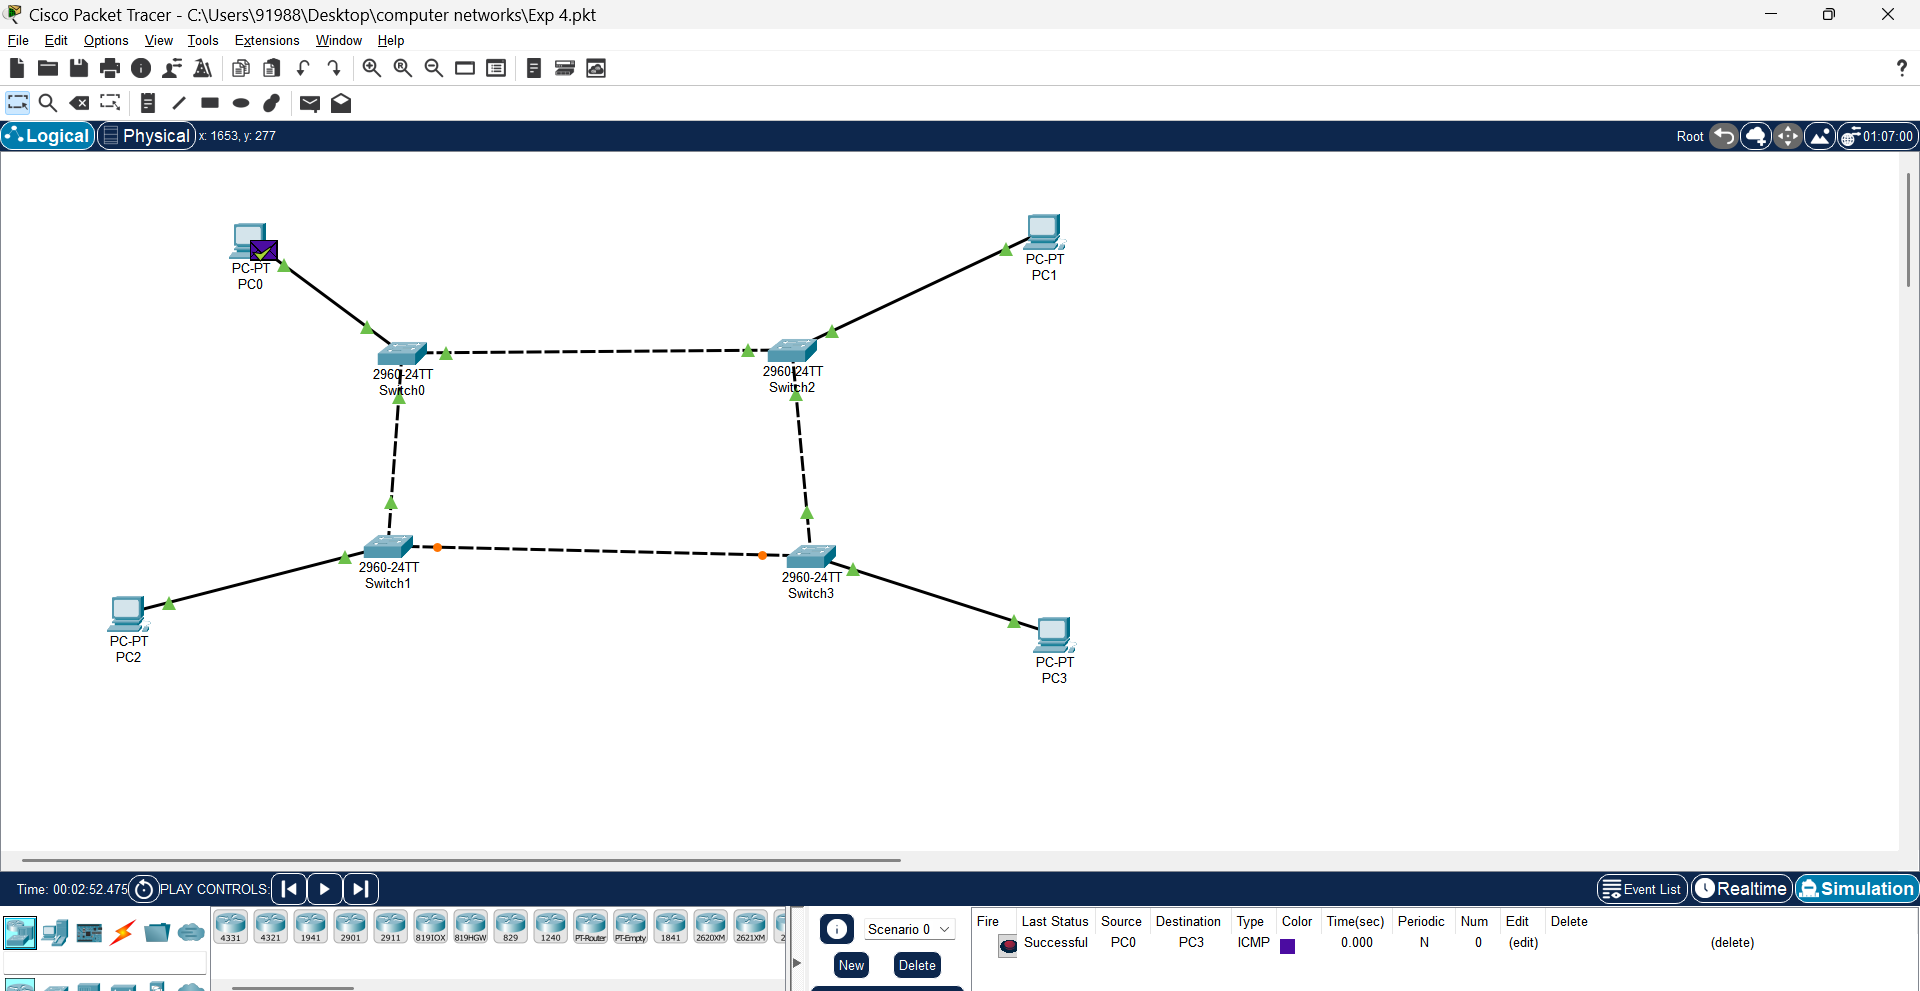 Cisco Packet Tracer - C:\Users\91988\Desktop\computer networks\Exp 4.pkt
File Edit Options View Tools Extensions Window Help
?
Logical Physical x: 1653, y: 277 Root 01:07:00
PC-PT
PC0
PC-PT
PC1
2960-24TT
Switch0
2960-24TT
Switch2
2960-24TT
Switch1
2960-24TT
Switch3
PC-PT
PC2
PC-PT
PC3
Time: 00:02:52.475 PLAY CONTROLS: Event List Realtime Simulation
4331 4321 1941 2901 2911 819IOX 819HGW 829 1240 PT-Router PT-Empty 1841 2620XM 2621XM 2
Scenario 0
New Delete
Fire Last Status Source Destination Type Color Time(sec) Periodic Num Edit Delete
Successful PC0 PC3 ICMP 0.000 N 0 (edit) (delete)